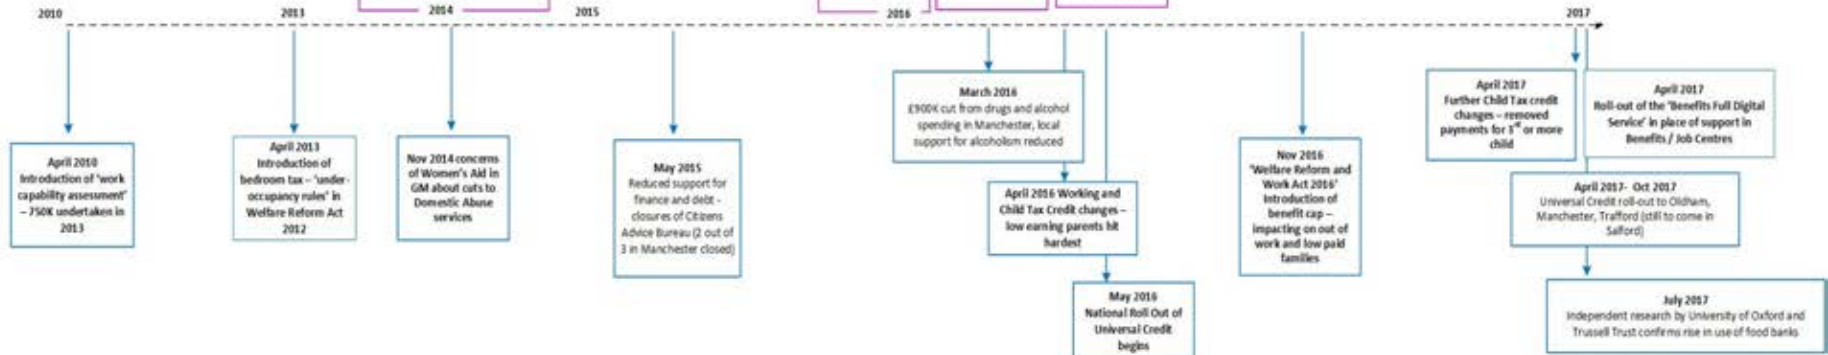 2010
2013
2014
2015
2016
2017
April 2010
Introduction of 'work
capability assessment'
– 750K undertaken in
2013
April 2013
Introduction of
bedroom tax – 'under-
occupancy rules' in
Welfare Reform Act
2012
Nov 2014 concerns
of Women's Aid in
GM about cuts to
Domestic Abuse
services
May 2015
Reduced support for
finance and debt -
closures of Citizens
Advice Bureau (2 out of
3 in Manchester closed)
March 2016
£900K cut from drugs and alcohol
spending in Manchester, local
support for alcoholism reduced
April 2016 Working and
Child Tax Credit changes –
low earning parents hit
hardest
May 2016
National Roll Out of
Universal Credit
begins
Nov 2016
'Welfare Reform and
Work Act 2016'
Introduction of
benefit cap –
impacting on out of
work and low paid
families
April 2017
Further Child Tax credit
changes – removed
payments for 3rd or more
child
April 2017
Roll-out of the 'Benefits Full Digital
Service' in place of support in
Benefits / Job Centres
April 2017- Oct 2017
Universal Credit roll-out to Oldham,
Manchester, Trafford (still to come in
Salford)
July 2017
Independent research by University of Oxford and
Trussell Trust confirms rise in use of food banks